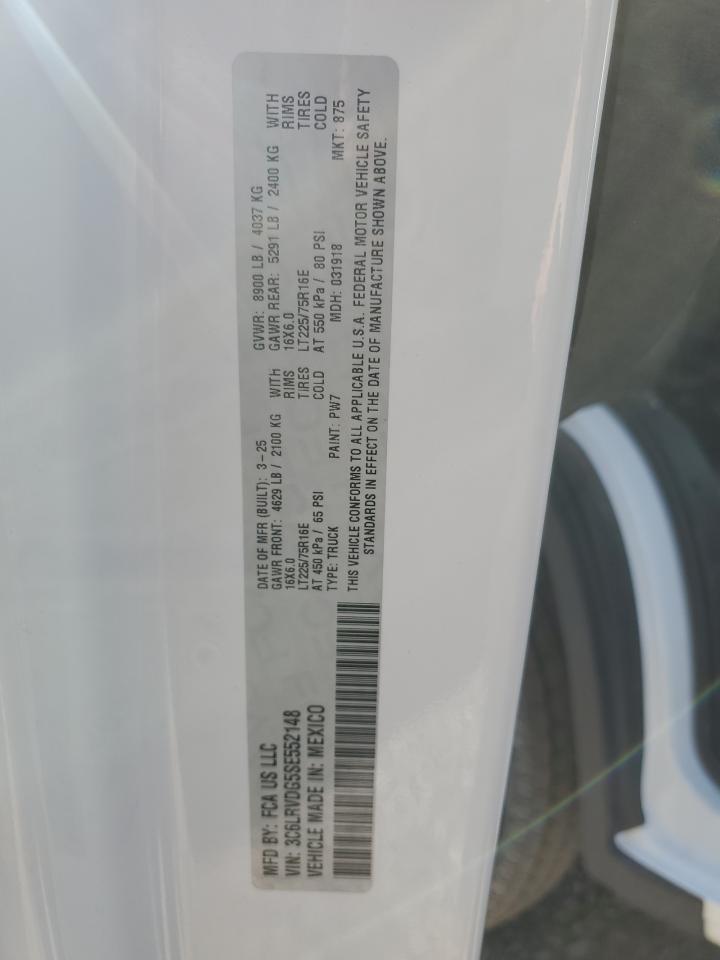 MFD BY: FCA US LLC
VIN: 3C6LRVDG5SE552148
VEHICLE MADE IN: MEXICO
DATE OF MFR (BUILT): 3-25
GAWR FRONT: 4629 LB / 2100 KG WITH
16X6.0 RIMS
LT225/75R16E TIRES
AT 450 kPa / 65 PSI COLD
TYPE: TRUCK PAINT: PW7
GVWR: 8900 LB / 4037 KG
GAWR REAR: 5291 LB / 2400 KG WITH
16X6.0 RIMS
LT225/75R16E TIRES
AT 550 kPa / 80 PSI COLD
MDH: 031918 MKT: 875
THIS VEHICLE CONFORMS TO ALL APPLICABLE U.S.A. FEDERAL MOTOR VEHICLE SAFETY
STANDARDS IN EFFECT ON THE DATE OF MANUFACTURE SHOWN ABOVE.